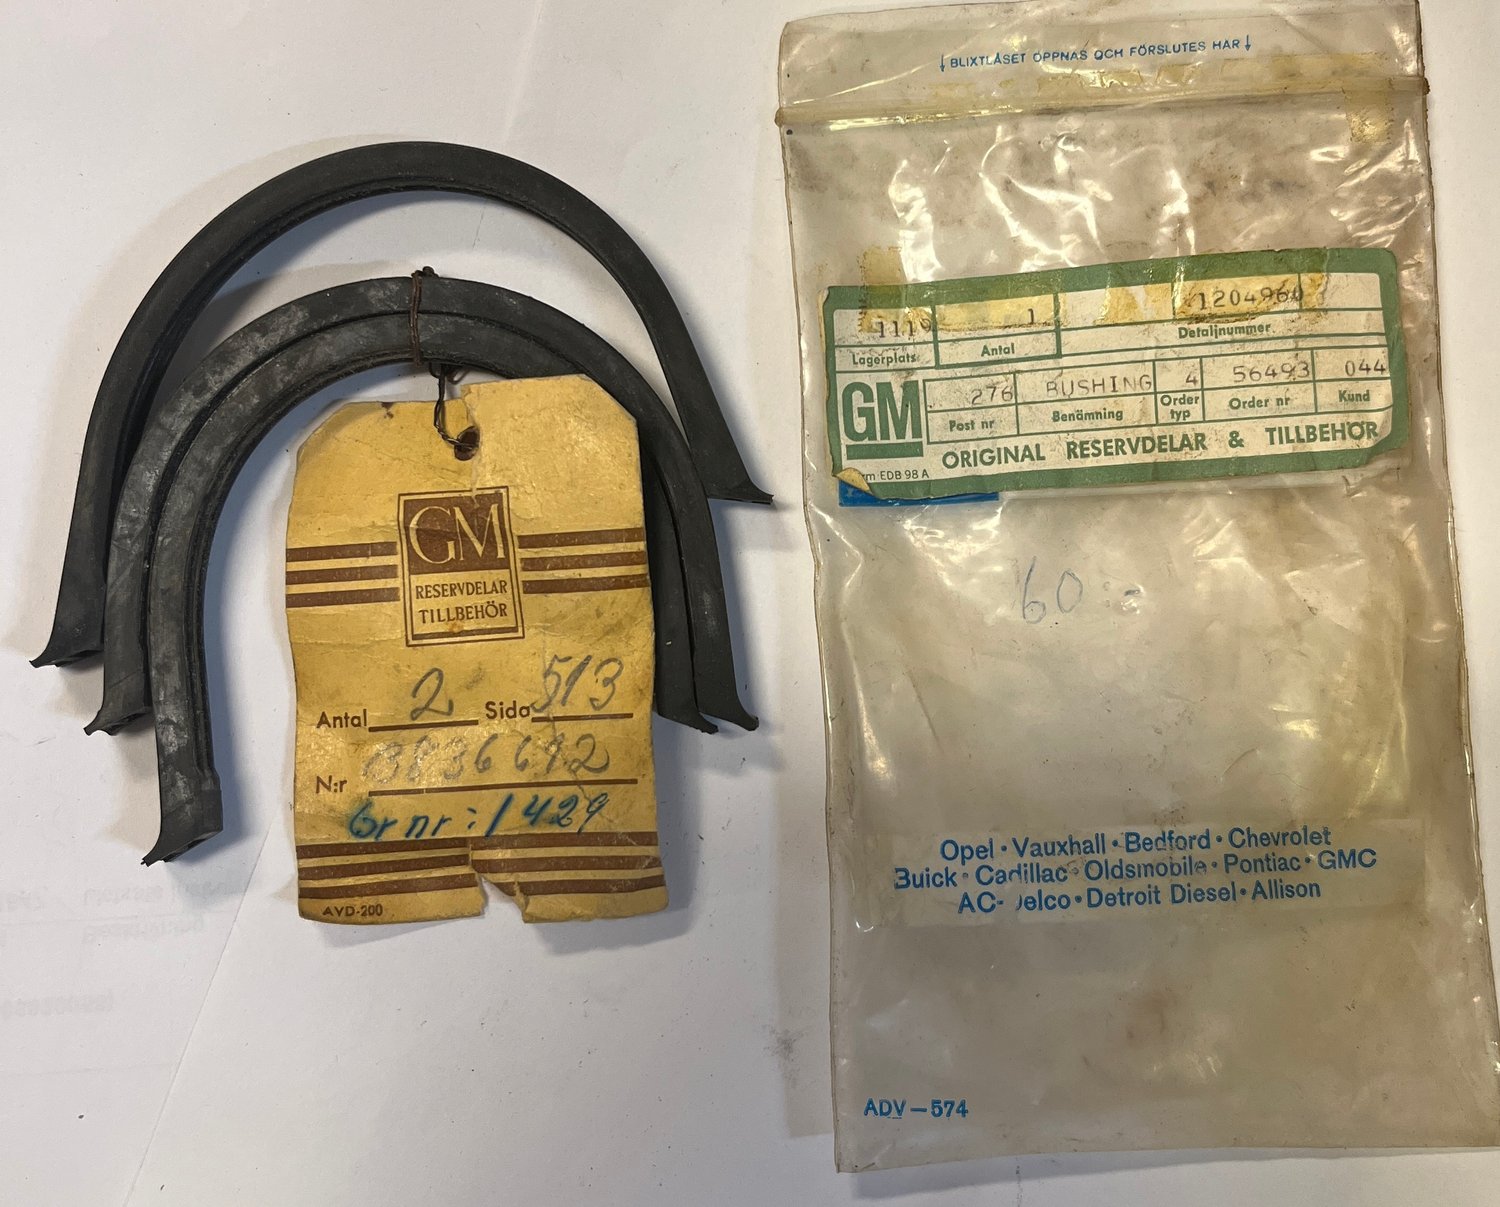 GM
RESERVDELAR
TILLBEHÖR
Antal 2 Sida 513
N:r 3836692
Gr nr: 1429
AVD-200
↓ BLIXTLÅSET ÖPPNAS OCH FÖRSLUTES HÄR ↓
1119 1 1204960
Lagerplats Antal Detaljnummer
276 BUSHING 4 56493 044
Post nr Benämning Order typ Order nr Kund
GM
ORIGINAL RESERVDELAR & TILLBEHÖR
EDB 98 A
60:-
Opel · Vauxhall · Bedford · Chevrolet
Buick · Cadillac · Oldsmobile · Pontiac · GMC
AC- elco · Detroit Diesel · Allison
ADV-574